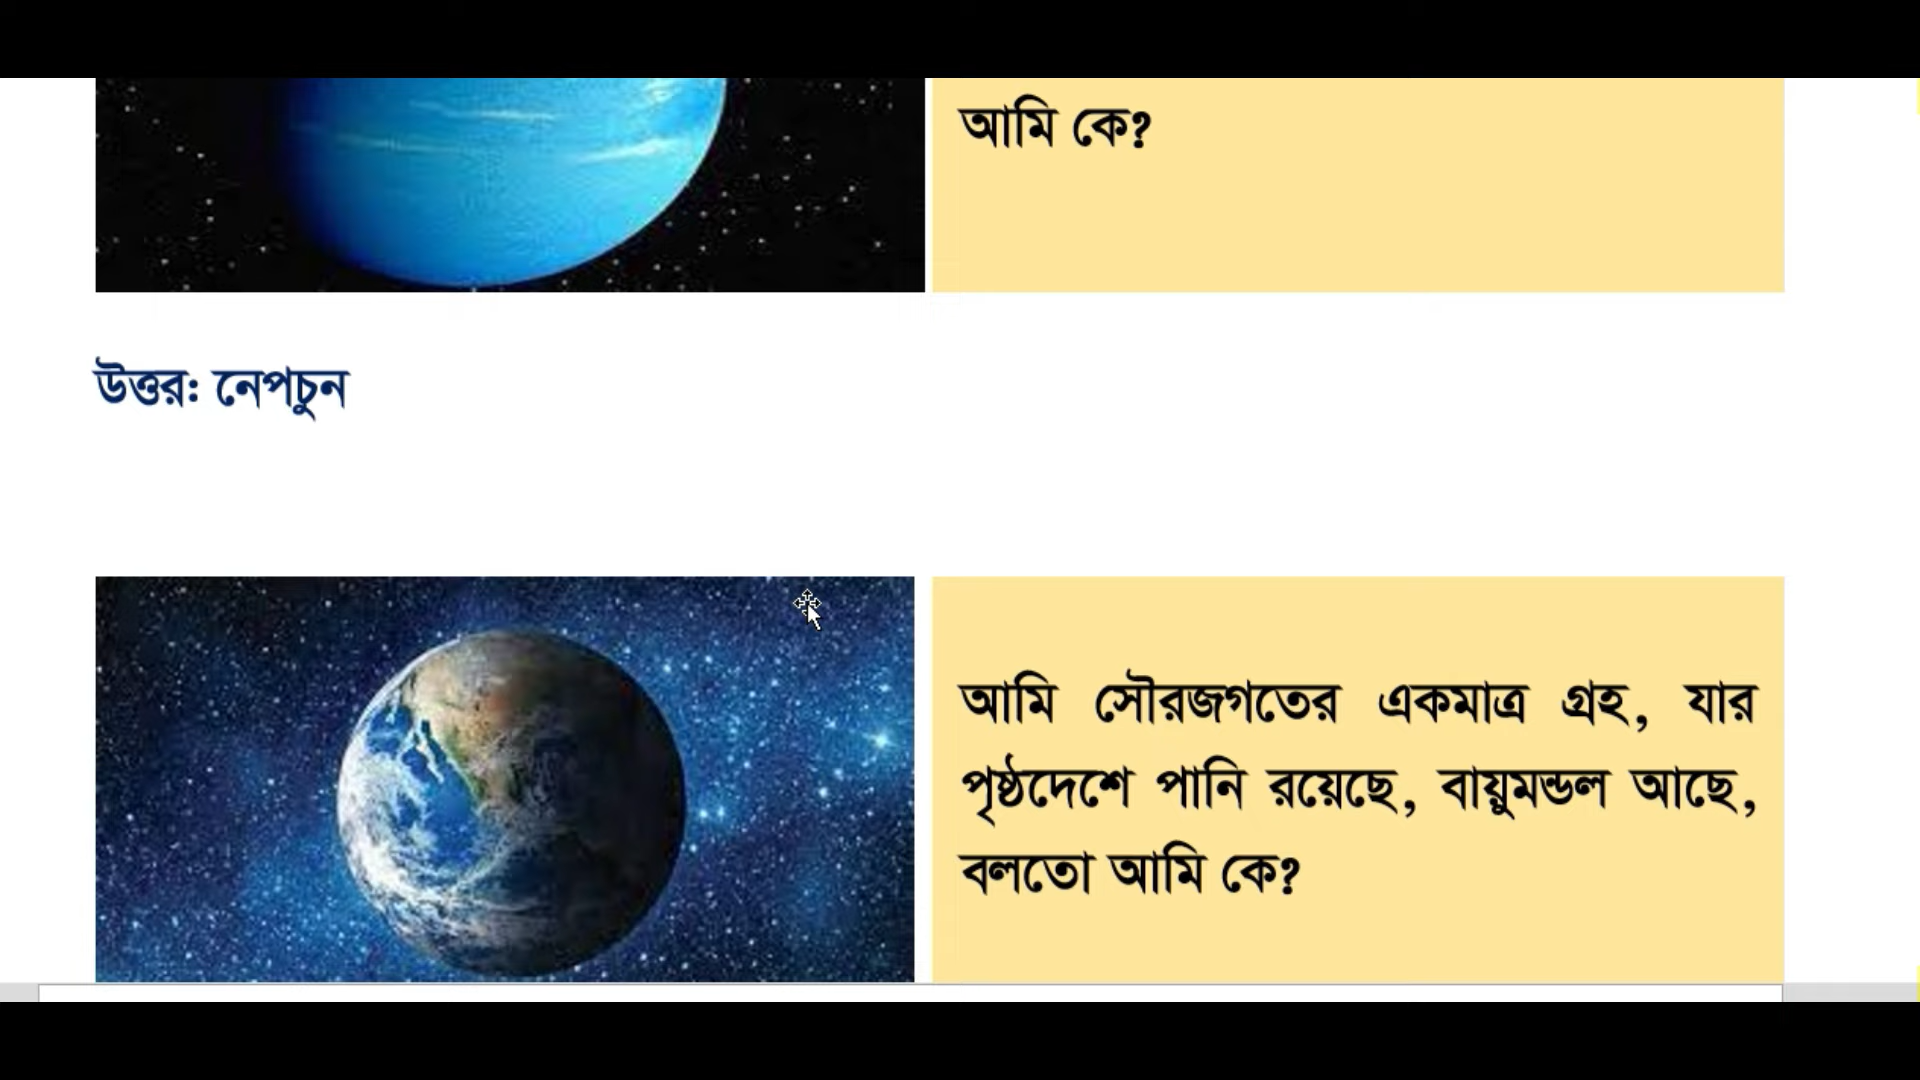 আমি কে?
উত্তর: নেপচুন
আমি সৌরজগতের একমাত্র গ্রহ, যার
পৃষ্ঠদেশে পানি রয়েছে, বায়ুমন্ডল আছে,
বলতো আমি কে?